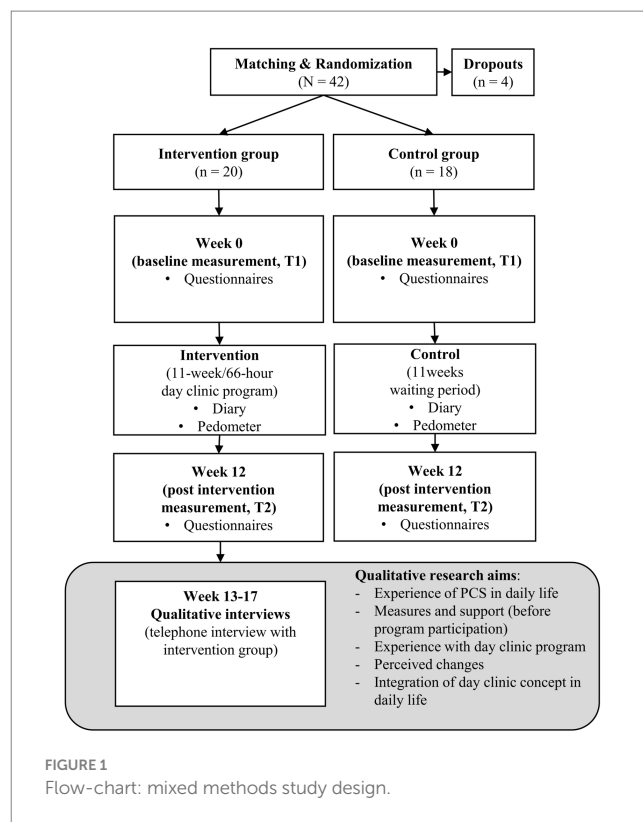 Matching & Randomization
(N = 42)
Dropouts
(n = 4)
Intervention group
(n = 20)
Control group
(n = 18)
Week 0
(baseline measurement, T1)
• Questionnaires
Week 0
(baseline measurement, T1)
• Questionnaires
Intervention
(11-week/66-hour
day clinic program)
• Diary
• Pedometer
Control
(11weeks
waiting period)
• Diary
• Pedometer
Week 12
(post intervention
measurement, T2)
• Questionnaires
Week 12
(post intervention
measurement, T2)
• Questionnaires
Week 13-17
Qualitative interviews
(telephone interview with
intervention group)
Qualitative research aims:
- Experience of PCS in daily life
- Measures and support (before
program participation)
- Experience with day clinic program
- Perceived changes
- Integration of day clinic concept in
daily life
FIGURE 1
Flow-chart: mixed methods study design.